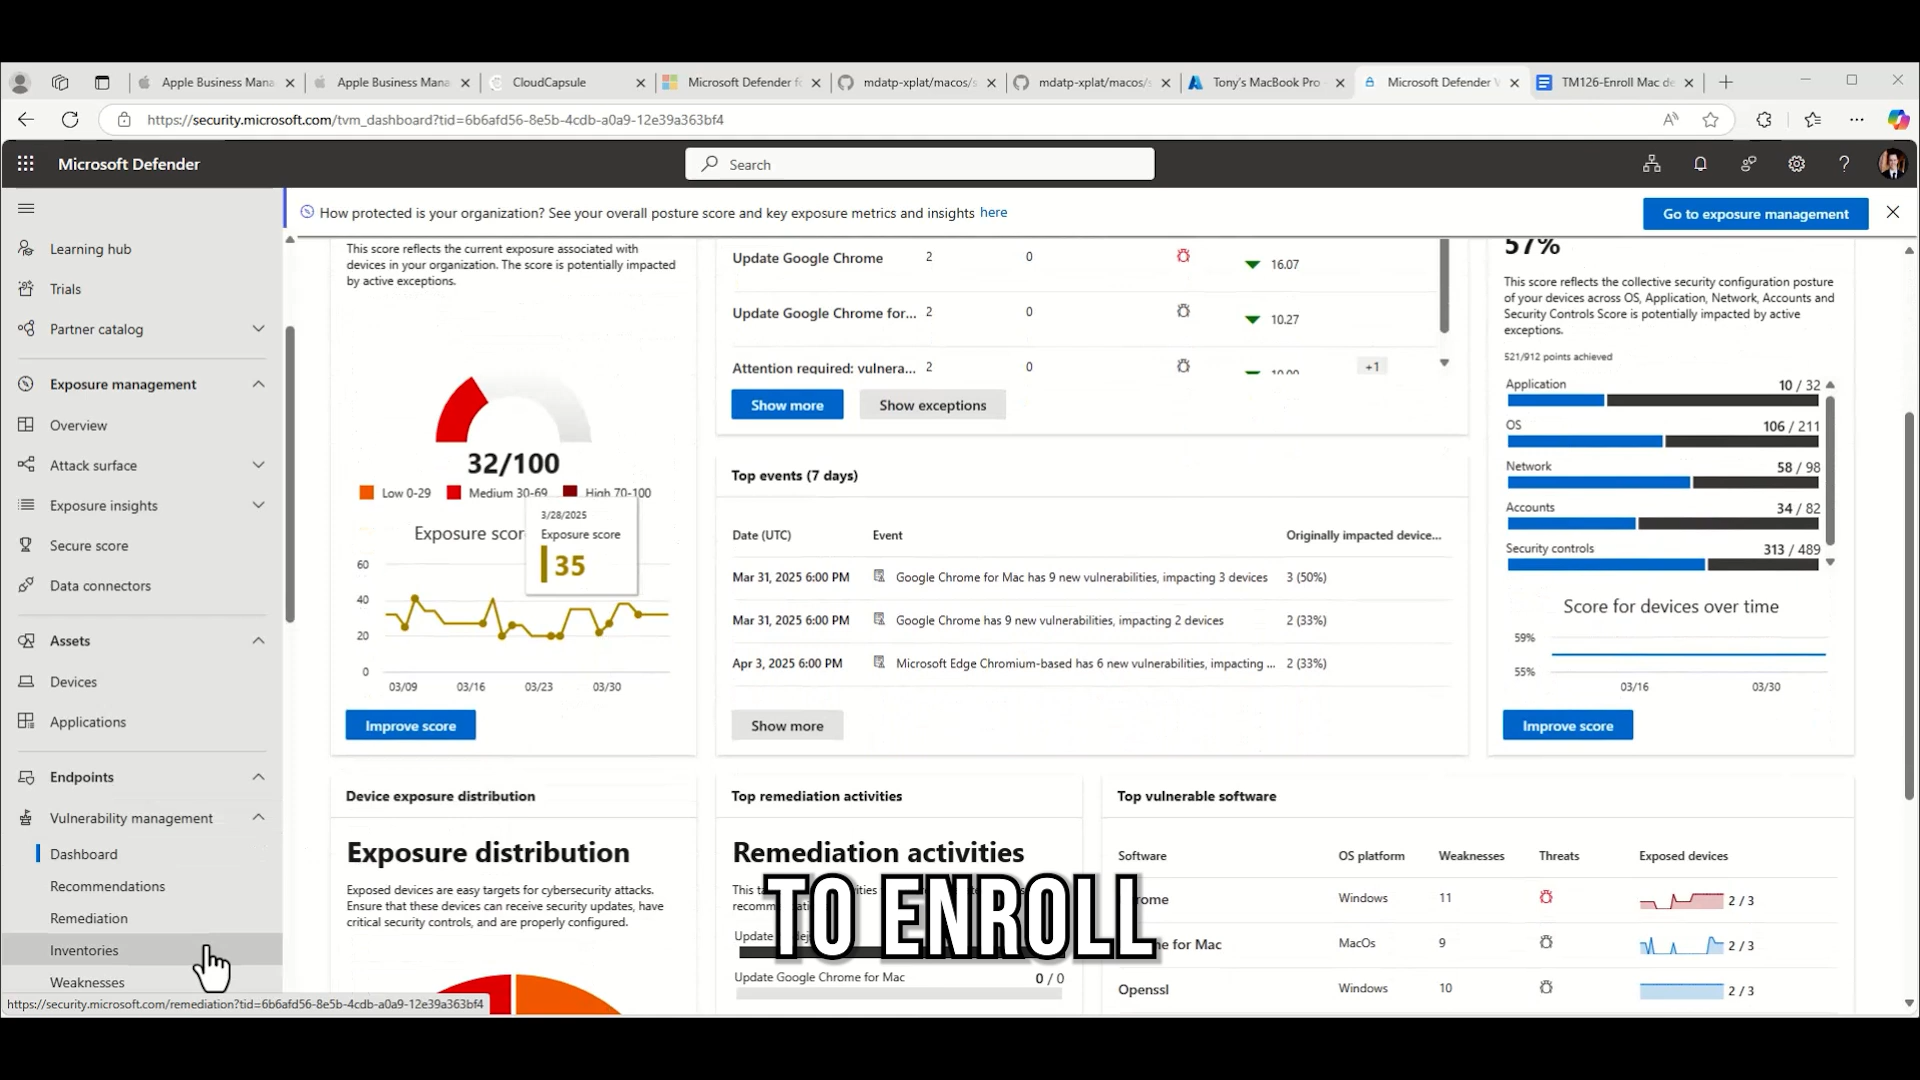 Apple Business Mana
Apple Business Mana
CloudCapsule
Microsoft Defender fo
mdatp-xplat/macos/s
mdatp-xplat/macos/s
Tony's MacBook Pro
Microsoft Defender V
TM126-Enroll Mac de
https://security.microsoft.com/tvm_dashboard?tid=6b6afd56-8e5b-4cdb-a0a9-12e39a363bf4
Microsoft Defender
Search
How protected is your organization? See your overall posture score and key exposure metrics and insights here
Go to exposure management
Learning hub
Trials
Partner catalog
Exposure management
Overview
Attack surface
Exposure insights
Secure score
Data connectors
Assets
Devices
Applications
Endpoints
Vulnerability management
Dashboard
Recommendations
Remediation
Inventories
Weaknesses
https://security.microsoft.com/remediation?tid=6b6afd56-8e5b-4cdb-a0a9-12e39a363bf4
This score reflects the current exposure associated with
devices in your organization. The score is potentially impacted
by active exceptions.
32/100
Low 0-29 Medium 30-69 High 70-100
Exposure scor
3/28/2025
Exposure score
35
60
40
20
0
03/09 03/16 03/23 03/30
Improve score
Update Google Chrome 2 0 16.07
Update Google Chrome for... 2 0 10.27
Attention required: vulnera... 2 0 10.00 +1
Show more
Show exceptions
Top events (7 days)
Date (UTC) Event Originally impacted device...
Mar 31, 2025 6:00 PM Google Chrome for Mac has 9 new vulnerabilities, impacting 3 devices 3 (50%)
Mar 31, 2025 6:00 PM Google Chrome has 9 new vulnerabilities, impacting 2 devices 2 (33%)
Apr 3, 2025 6:00 PM Microsoft Edge Chromium-based has 6 new vulnerabilities, impacting ... 2 (33%)
Show more
57%
This score reflects the collective security configuration posture
of your devices across OS, Application, Network, Accounts and
Security Controls Score is potentially impacted by active
exceptions.
521/912 points achieved
Application 10 / 32
OS 106 / 211
Network 58 / 98
Accounts 34 / 82
Security controls 313 / 489
Score for devices over time
59%
55%
03/16 03/30
Improve score
Device exposure distribution
Exposure distribution
Exposed devices are easy targets for cybersecurity attacks.
Ensure that these devices can receive security updates, have
critical security controls, and are properly configured.
Top remediation activities
Remediation activities
This ta
recomm
Update
Update Google Chrome for Mac 0 / 0
Top vulnerable software
Software OS platform Weaknesses Threats Exposed devices
rome Windows 11 2 / 3
e for Mac MacOs 9 2 / 3
Openssl Windows 10 2 / 3
TO ENROLL